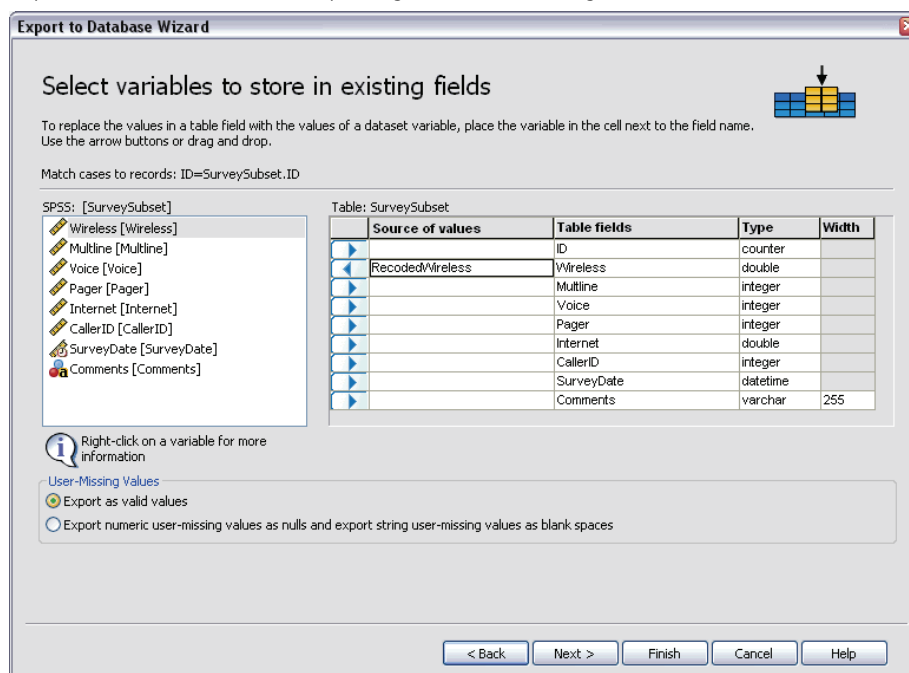 Export to Database Wizard
Select variables to store in existing fields
To replace the values in a table field with the values of a dataset variable, place the variable in the cell next to the field name.
Use the arrow buttons or drag and drop.
Match cases to records: ID=SurveySubset.ID
SPSS: [SurveySubset]
Wireless [Wireless]
Multline [Multline]
Voice [Voice]
Pager [Pager]
Internet [Internet]
CallerID [CallerID]
SurveyDate [SurveyDate]
a Comments [Comments]
Table: SurveySubset
Source of values Table fields Type Width
ID counter
RecodedWireless Wireless double
Multline integer
Voice integer
Pager integer
Internet double
CallerID integer
SurveyDate datetime
Comments varchar 255
i Right-click on a variable for more
information
User-Missing Values
Export as valid values
Export numeric user-missing values as nulls and export string user-missing values as blank spaces
< Back Next > Finish Cancel Help